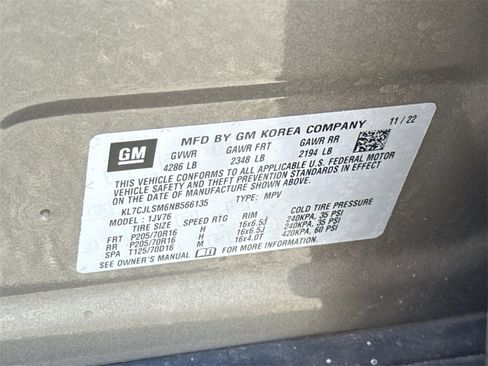 GM
MFD BY GM KOREA COMPANY 11/22
GVWR GAWR FRT GAWR RR
4286 LB 2348 LB 2194 LB
THIS VEHICLE CONFORMS TO ALL APPLICABLE U.S. FEDERAL MOTOR
VEHICLE SAFETY AND THEFT PREVENTION STANDARDS IN EFFECT
ON THE DATE OF MANUFACTURE SHOWN ABOVE.
KL7CJLSM6NB566135 TYPE: MPV
MODEL: 1JV76
TIRE SIZE SPEED RTG RIM COLD TIRE PRESSURE
FRT P205/70R16 H 16x6.5J 240KPA, 35 PSI
RR P205/70R16 H 16x6.5J 240KPA, 35 PSI
SPA T125/70D16 M 16x4.0T 420KPA, 60 PSI
SEE OWNER'S MANUAL FOR MORE INFORMATION.